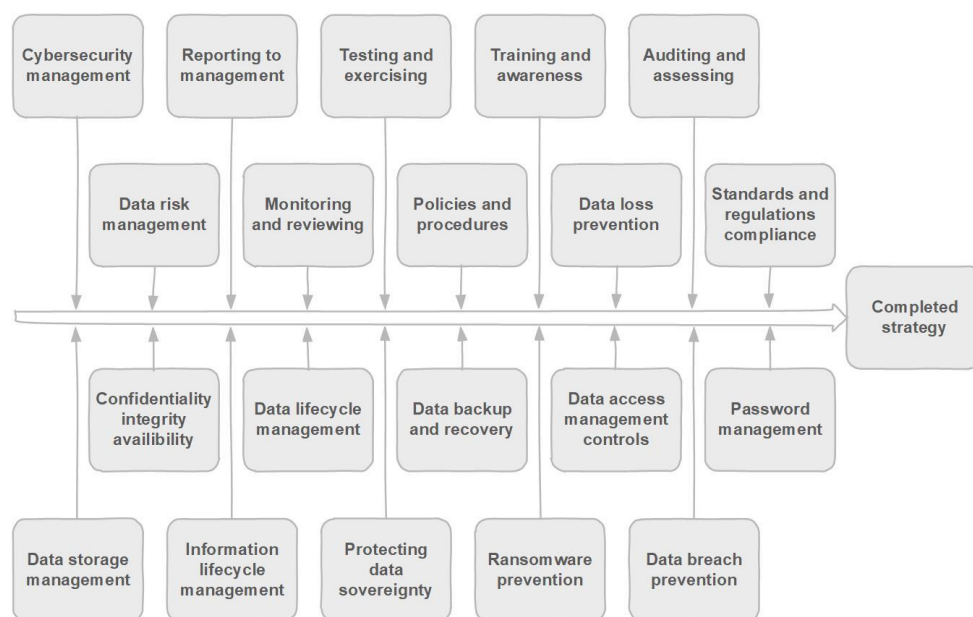 Cybersecurity
management
Reporting to
management
Testing and
exercising
Training and
awareness
Auditing and
assessing
Data risk
management
Monitoring
and reviewing
Policies and
procedures
Data loss
prevention
Standards and
regulations
compliance
Completed
strategy
Confidentiality
integrity
availibility
Data lifecycle
management
Data backup
and recovery
Data access
management
controls
Password
management
Data storage
management
Information
lifecycle
management
Protecting
data
sovereignty
Ransomware
prevention
Data breach
prevention